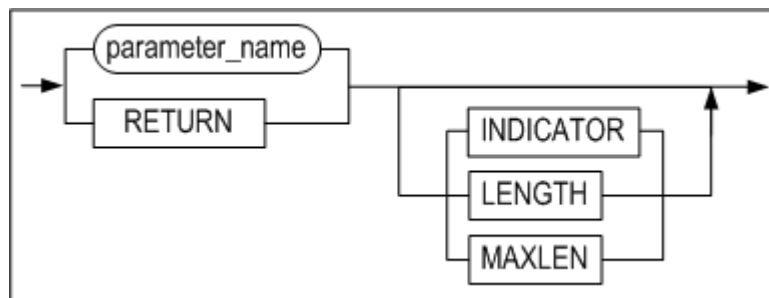 parameter_name
RETURN
INDICATOR
LENGTH
MAXLEN